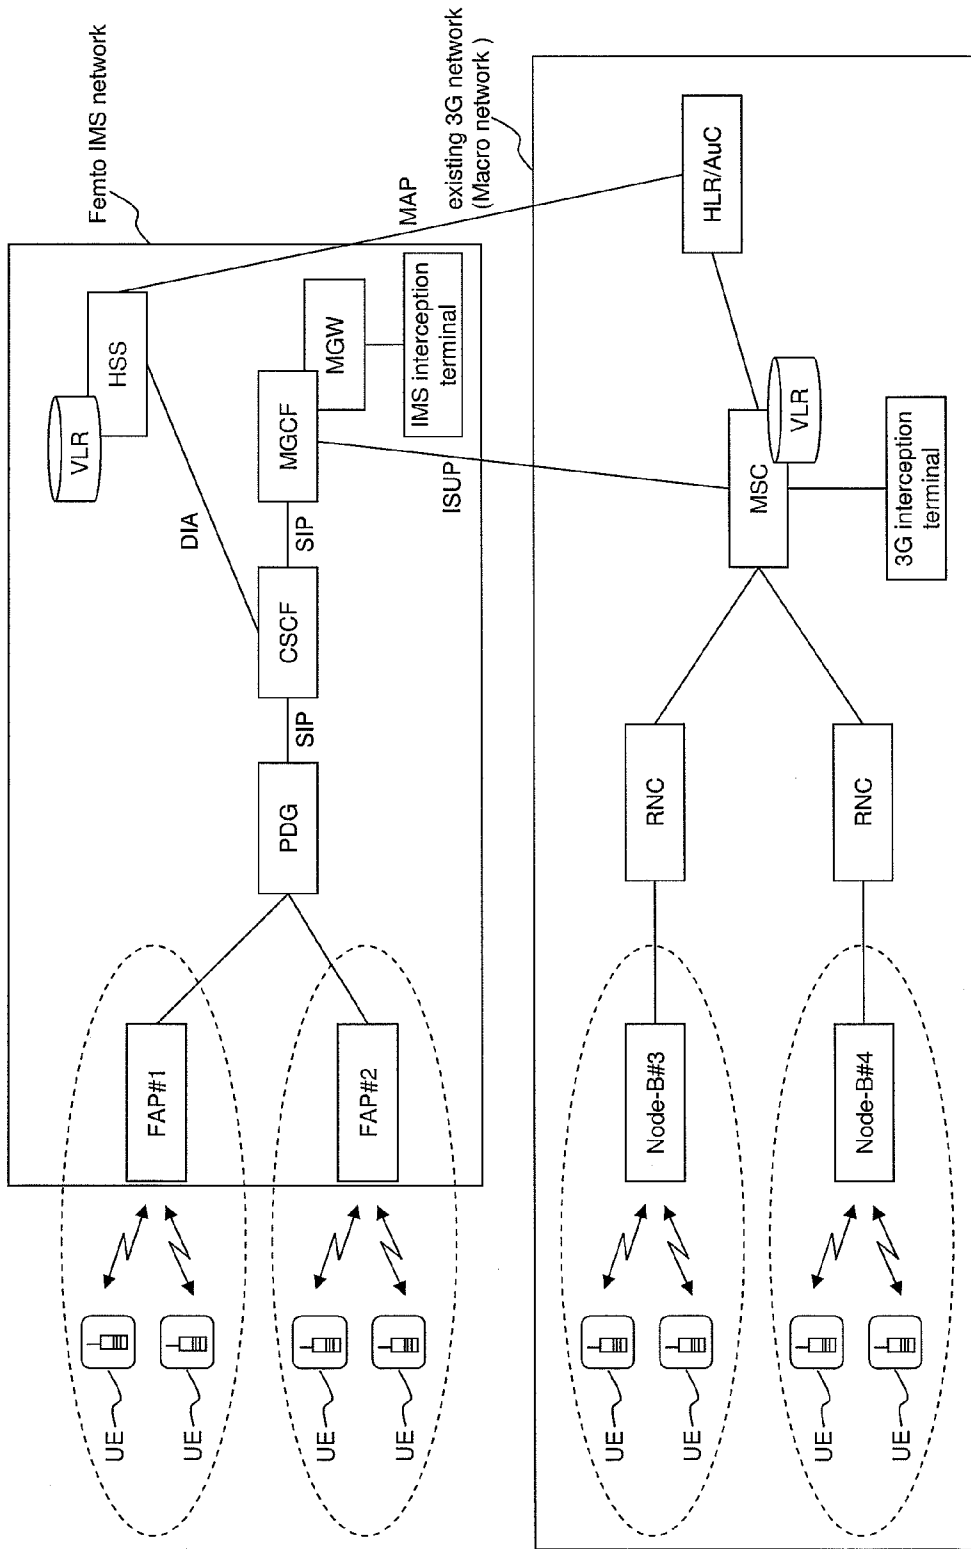 Femto IMS network
VLR
HSS
DIA
MAP
UE
UE
FAP#1
PDG
SIP
CSCF
SIP
MGCF
MGW
IMS interception
terminal
UE
UE
FAP#2
ISUP
existing 3G network
(Macro network )
UE
UE
Node-B#3
RNC
MSC
VLR
HLR/AuC
3G interception
terminal
UE
UE
Node-B#4
RNC